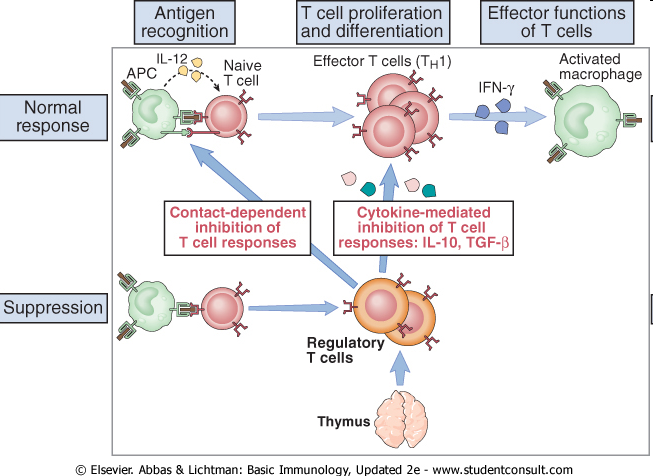 Antigen
recognition
T cell proliferation
and differentiation
Effector functions
of T cells
Normal
response
APC
IL-12
Naive
T cell
Effector T cells (TH1)
IFN-γ
Activated
macrophage
Contact-dependent
inhibition of
T cell responses
Cytokine-mediated
inhibition of T cell
responses: IL-10, TGF-β
Suppression
Regulatory
T cells
Thymus
© Elsevier. Abbas & Lichtman: Basic Immunology, Updated 2e - www.studentconsult.com